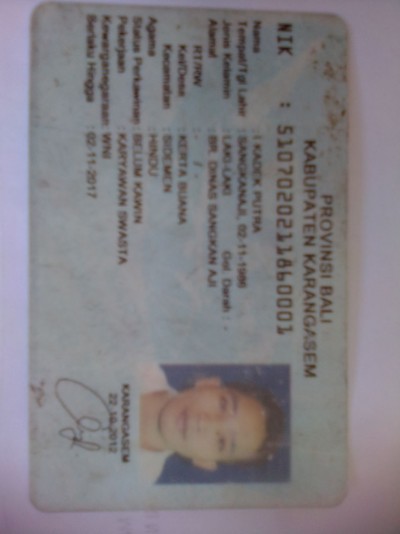 PROVINSI BALI
KABUPATEN KARANGASEM
NIK : 5107020211860001
Nama : I KADEK PUTRA
Tempat/Tgl Lahir : SANGKANAJI, 02-11-1986
Jenis Kelamin : LAKI-LAKI Gol. Darah : -
Alamat : BR. DINAS SANGKAN AJI
RT/RW : - / -
Kel/Desa : KERTA BUANA
Kecamatan : SIDEMEN
Agama : HINDU
Status Perkawinan : BELUM KAWIN
Pekerjaan : KARYAWAN SWASTA
Kewarganegaraan : WNI
Berlaku Hingga : 02-11-2017
KARANGASEM
22-10-2012